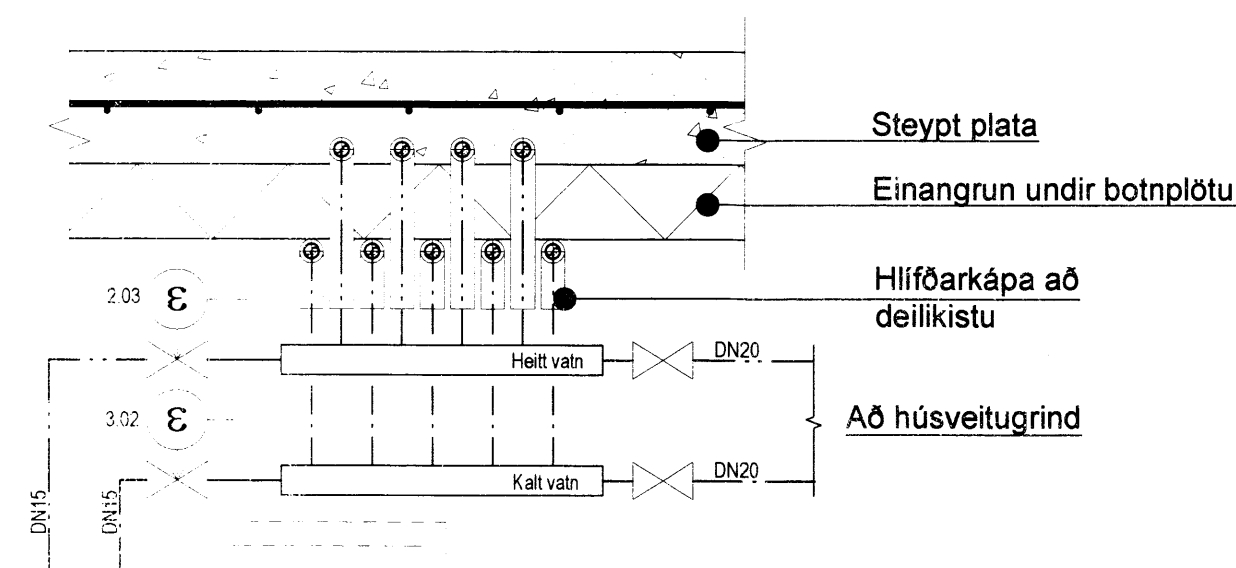 Steypt plata
Einangrun undir botnplötu
Hlífðarkápa að
deilikistu
2.03
ε
Heitt vatn
DN20
3.02
ε
Að húsveitugrind
Kalt vatn
DN20
DN15
DN15